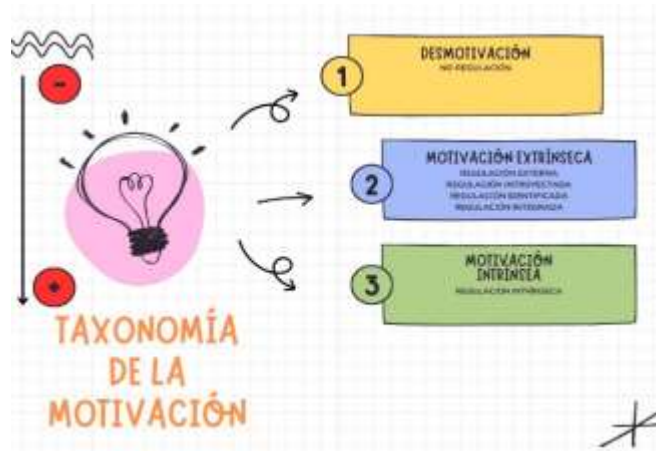 -
+
TAXONOMÍA
DE LA
MOTIVACIÓN
1
DESMOTIVACIÓN
NO REGULACIÓN
2
MOTIVACIÓN EXTRÍNSECA
REGULACIÓN EXTERNA
REGULACIÓN INTROYECTADA
REGULACIÓN IDENTIFICADA
REGULACIÓN INTEGRADA
3
MOTIVACIÓN
INTRÍNSEA
REGULACIÓN INTRÍNSECA